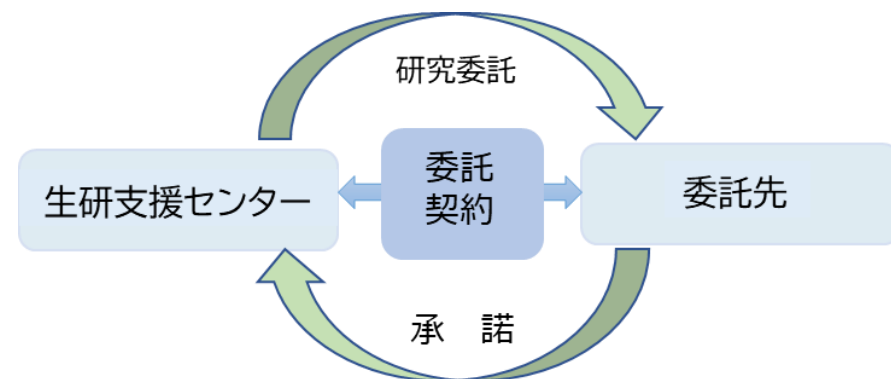 研究委託
生研支援センター
委託
契約
委託先
承　諾